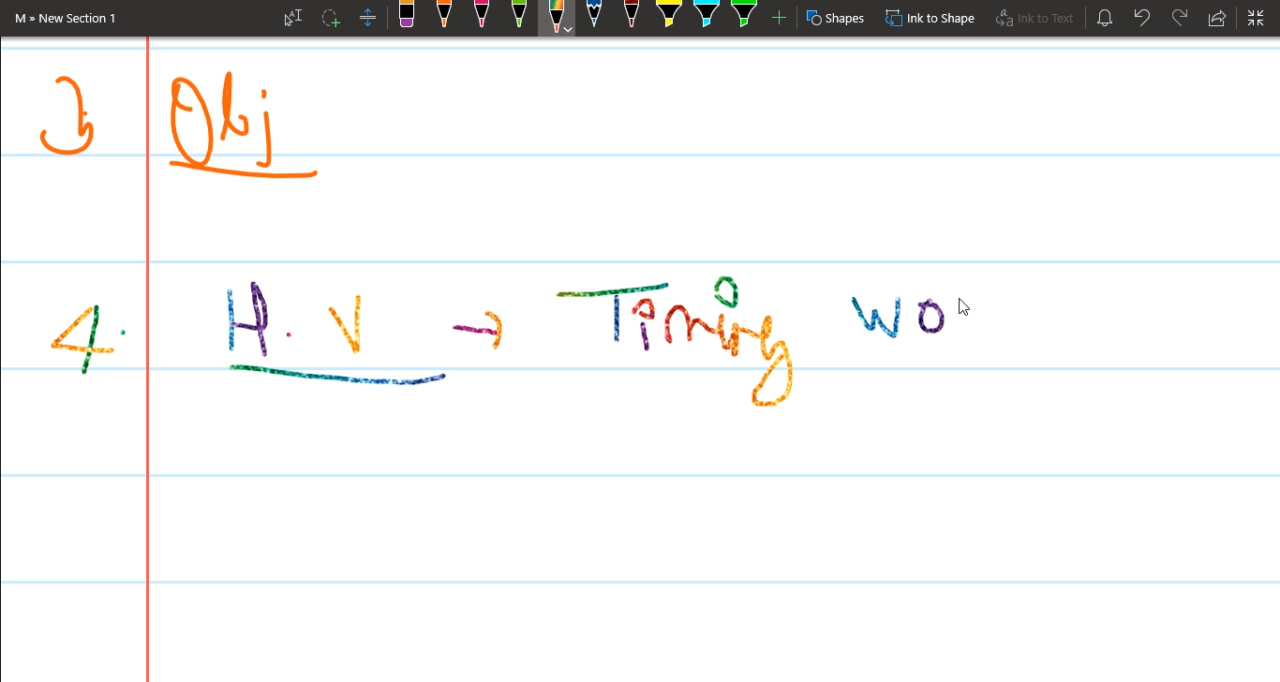 M » New Section 1 Shapes Ink to Shape Ink to Text
3 Obj
4. H. V → Timing wo